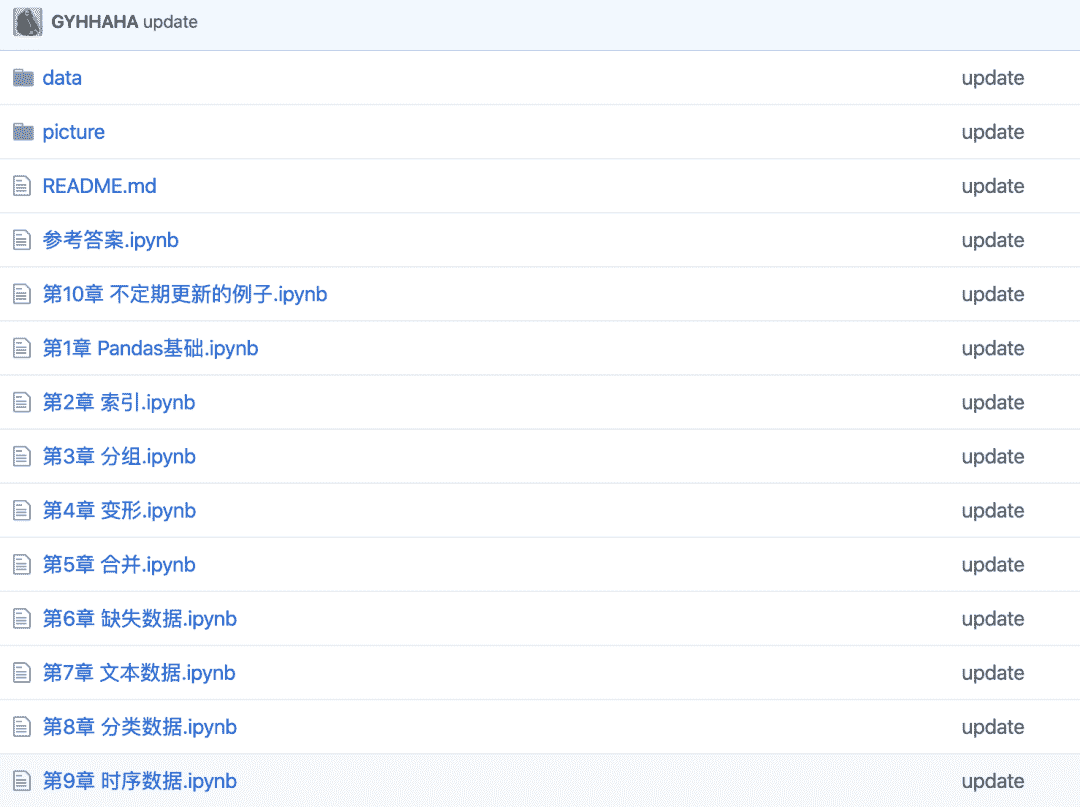 GYHHAHA update
data update
picture update
README.md update
参考答案.ipynb update
第10章 不定期更新的例子.ipynb update
第1章 Pandas基础.ipynb update
第2章 索引.ipynb update
第3章 分组.ipynb update
第4章 变形.ipynb update
第5章 合并.ipynb update
第6章 缺失数据.ipynb update
第7章 文本数据.ipynb update
第8章 分类数据.ipynb update
第9章 时序数据.ipynb update